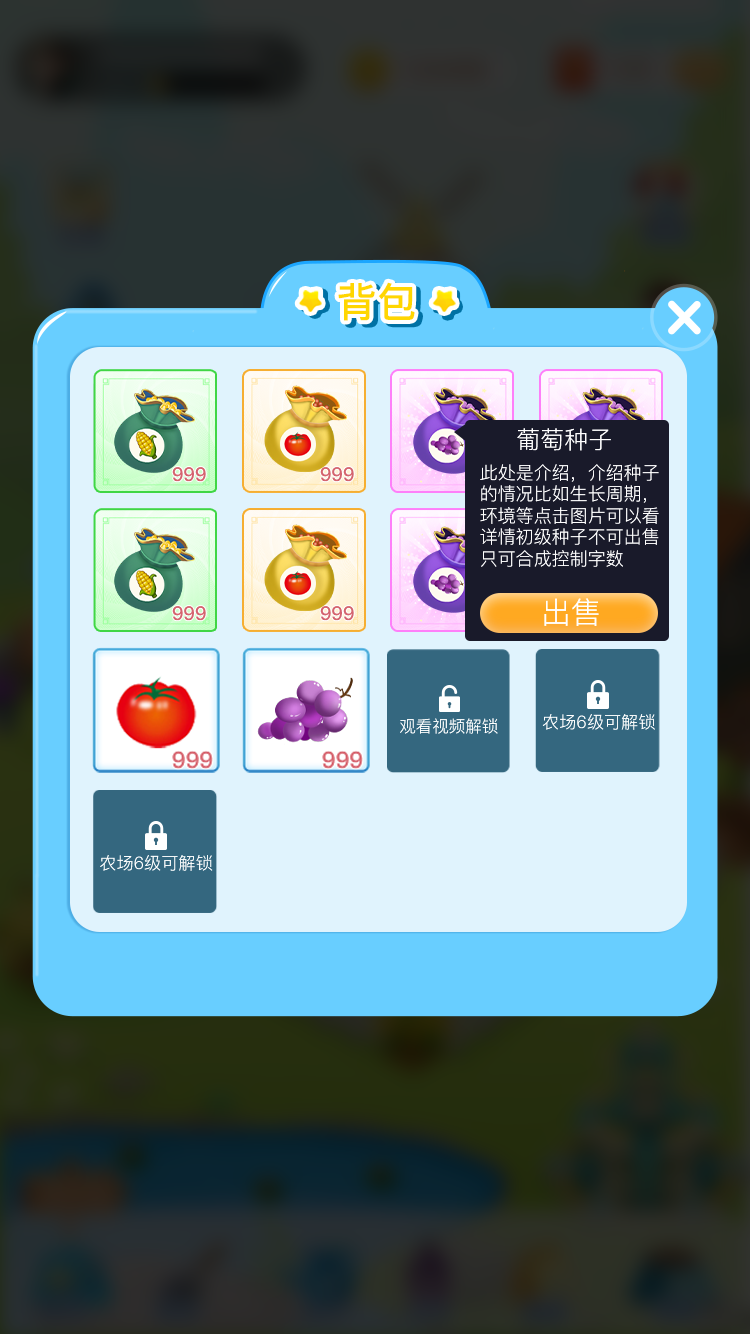 背包
999
999
葡萄种子
此处是介绍，介绍种子
的情况比如生长周期，
环境等点击图片可以看
详情初级种子不可出售
只可合成控制字数
出售
999
999
999
999
观看视频解锁
农场6级可解锁
农场6级可解锁